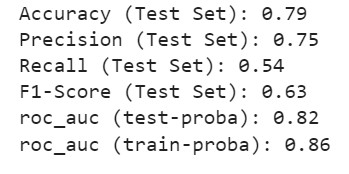 Accuracy (Test Set): 0.79
Precision (Test Set): 0.75
Recall (Test Set): 0.54
F1-Score (Test Set): 0.63
roc_auc (test-proba): 0.82
roc_auc (train-proba): 0.86